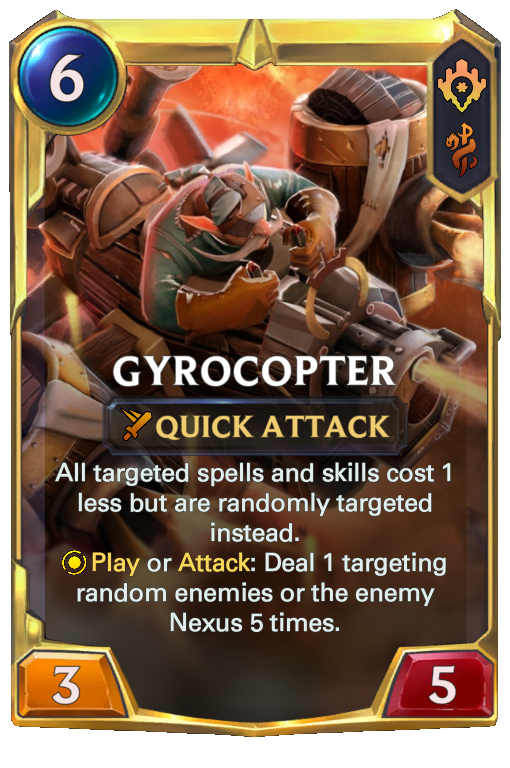 6
GYROCOPTER
QUICK ATTACK
All targeted spells and skills cost 1
less but are randomly targeted
instead.
Play or Attack: Deal 1 targeting
random enemies or the enemy
Nexus 5 times.
3
5